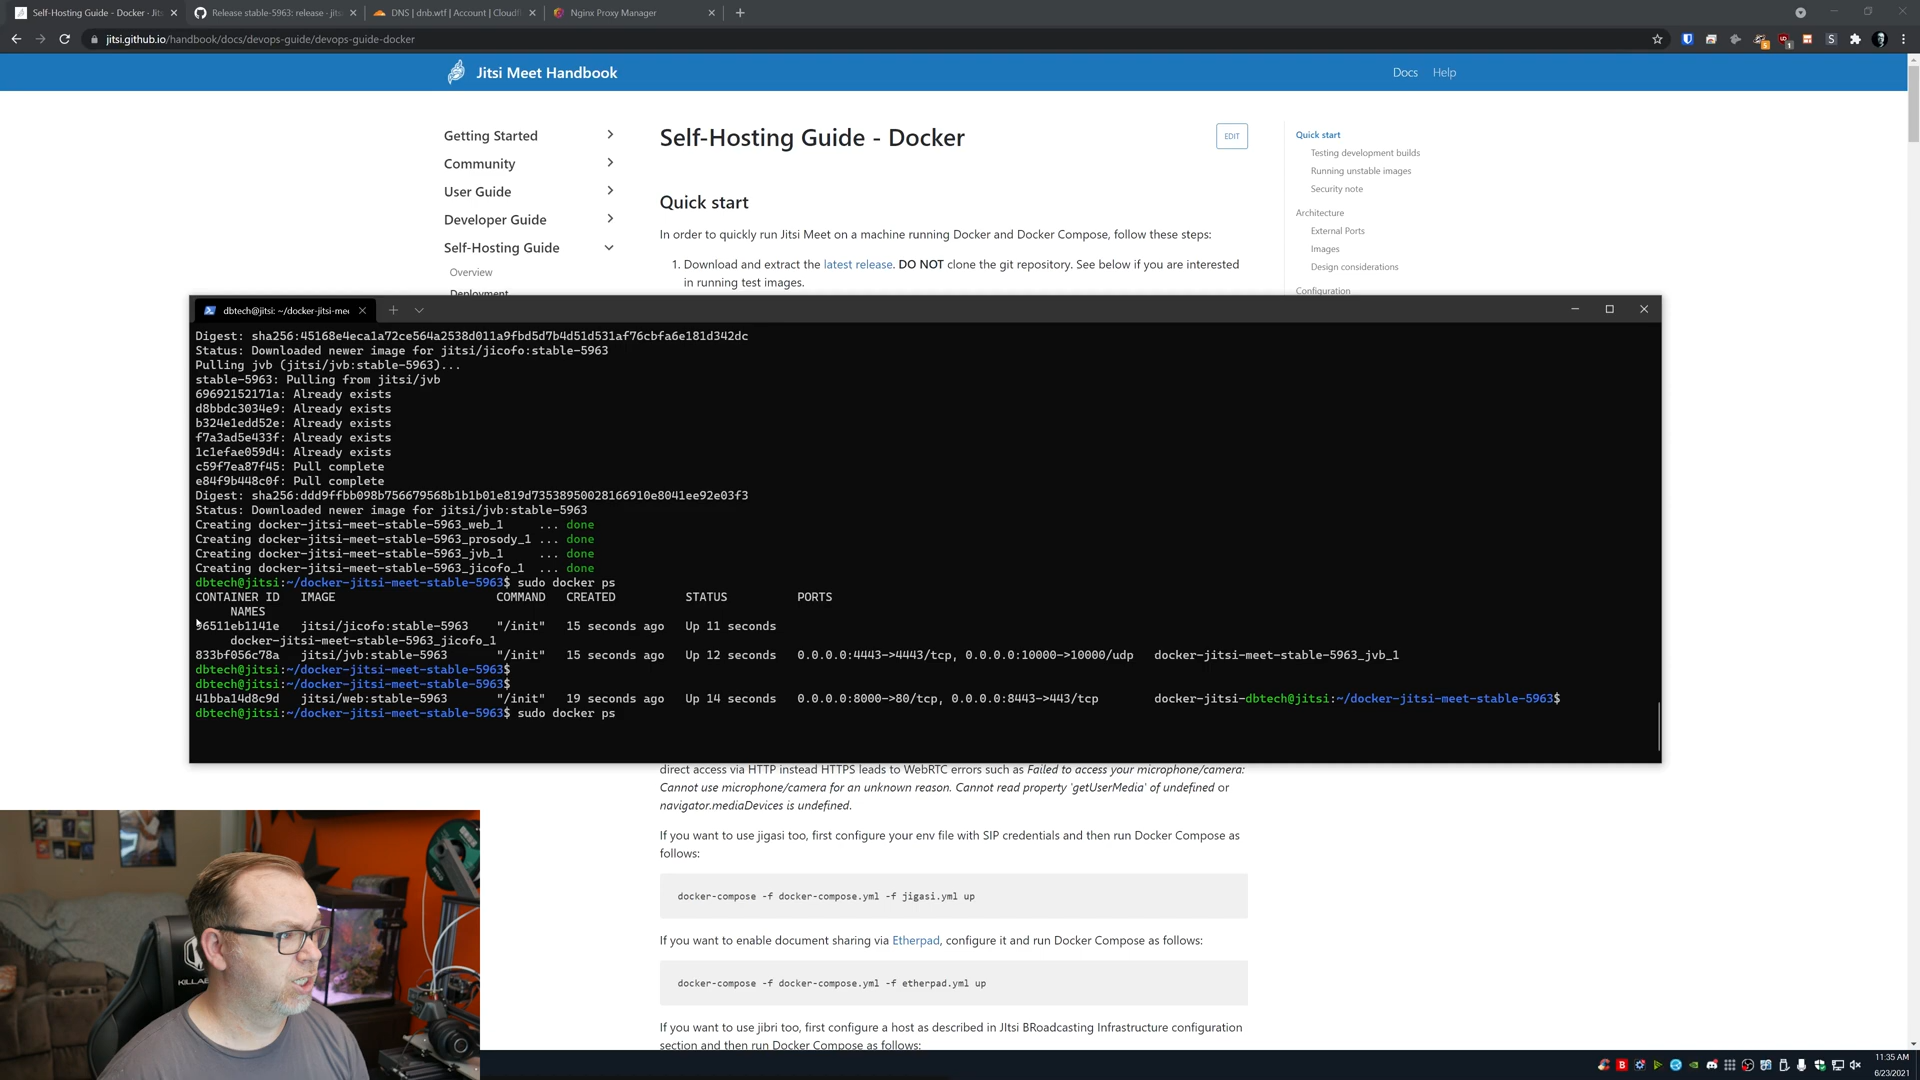 Self-Hosting Guide - Docker - Jits
Release stable-5963: release · jits
DNS | dnb.wtf | Account | Cloudf
Nginx Proxy Manager
jitsi.github.io/handbook/docs/devops-guide/devops-guide-docker
Jitsi Meet Handbook
Docs
Help
Getting Started
Community
User Guide
Developer Guide
Self-Hosting Guide
Overview
Deployment
Self-Hosting Guide - Docker
EDIT
Quick start
In order to quickly run Jitsi Meet on a machine running Docker and Docker Compose, follow these steps:
1. Download and extract the latest release. DO NOT clone the git repository. See below if you are interested
in running test images.
Quick start
Testing development builds
Running unstable images
Security note
Architecture
External Ports
Images
Design considerations
Configuration
dbtech@jitsi: ~/docker-jitsi-me
Digest: sha256:45168e4eca1a72ce564a2538d011a9fbd5d7b4d51d531af76cbfa6e181d342dc
Status: Downloaded newer image for jitsi/jicofo:stable-5963
Pulling jvb (jitsi/jvb:stable-5963)...
stable-5963: Pulling from jitsi/jvb
69692152171a: Already exists
d8bbdc3034e9: Already exists
b324e1edd52e: Already exists
f7a3ad5e433f: Already exists
1c1efae059d4: Already exists
c59f7ea87f45: Pull complete
e84f9b448c0f: Pull complete
Digest: sha256:ddd9ffbb098b756679568b1b1b01e819d73538950028166910e8041ee92e03f3
Status: Downloaded newer image for jitsi/jvb:stable-5963
Creating docker-jitsi-meet-stable-5963_web_1     ... done
Creating docker-jitsi-meet-stable-5963_prosody_1 ... done
Creating docker-jitsi-meet-stable-5963_jvb_1     ... done
Creating docker-jitsi-meet-stable-5963_jicofo_1  ... done
dbtech@jitsi:~/docker-jitsi-meet-stable-5963$ sudo docker ps
CONTAINER ID   IMAGE                       COMMAND   CREATED          STATUS          PORTS
     NAMES
96511eb1141e   jitsi/jicofo:stable-5963    "/init"   15 seconds ago   Up 11 seconds
     docker-jitsi-meet-stable-5963_jicofo_1
833bf056c78a   jitsi/jvb:stable-5963       "/init"   15 seconds ago   Up 12 seconds   0.0.0.0:4443->4443/tcp, 0.0.0.0:10000->10000/udp   docker-jitsi-meet-stable-5963_jvb_1
dbtech@jitsi:~/docker-jitsi-meet-stable-5963$
dbtech@jitsi:~/docker-jitsi-meet-stable-5963$
41bba14d8c9d   jitsi/web:stable-5963       "/init"   19 seconds ago   Up 14 seconds   0.0.0.0:8000->80/tcp, 0.0.0.0:8443->443/tcp        docker-jitsi-dbtech@jitsi:~/docker-jitsi-meet-stable-5963$
dbtech@jitsi:~/docker-jitsi-meet-stable-5963$ sudo docker ps
direct access via HTTP instead HTTPS leads to WebRTC errors such as Failed to access your microphone/camera:
Cannot use microphone/camera for an unknown reason. Cannot read property 'getUserMedia' of undefined or
navigator.mediaDevices is undefined.
If you want to use jigasi too, first configure your env file with SIP credentials and then run Docker Compose as
follows:
docker-compose -f docker-compose.yml -f jigasi.yml up
If you want to enable document sharing via Etherpad, configure it and run Docker Compose as follows:
docker-compose -f docker-compose.yml -f etherpad.yml up
If you want to use jibri too, first configure a host as described in JItsi BRoadcasting Infrastructure configuration
section and then run Docker Compose as follows:
11:35 AM
6/23/2021